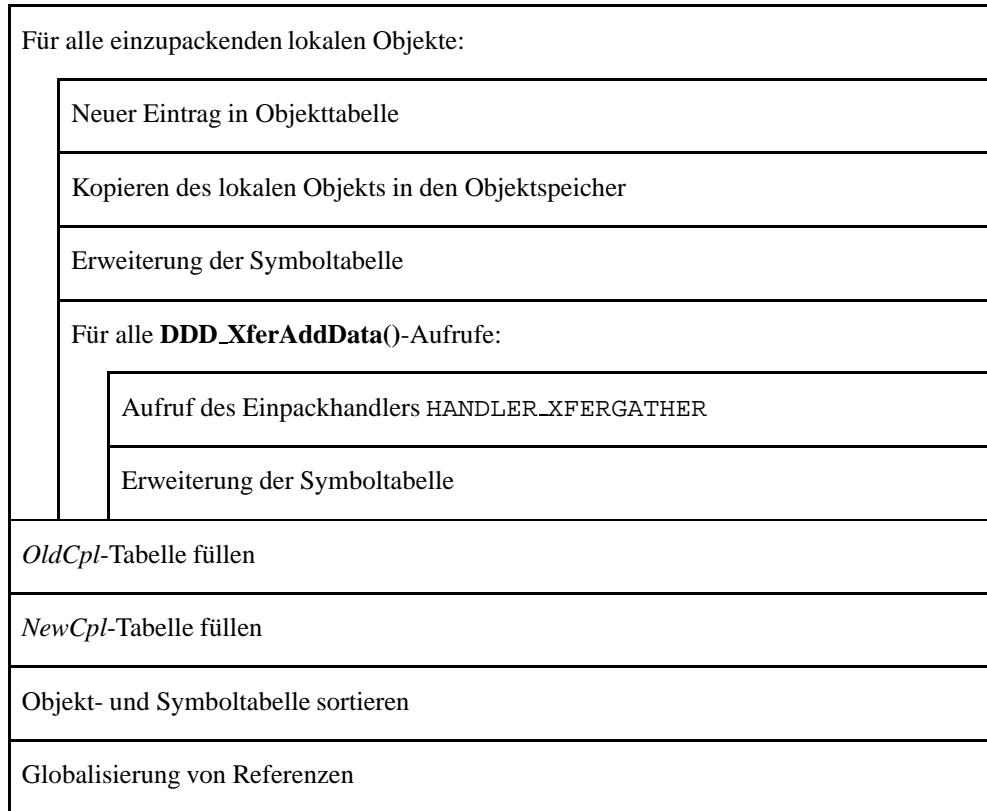 Für alle einzupackenden lokalen Objekte:
Neuer Eintrag in Objekttabelle
Kopieren des lokalen Objekts in den Objektspeicher
Erweiterung der Symboltabelle
Für alle DDD_XferAddData()-Aufrufe:
Aufruf des Einpackhandlers HANDLER_XFERGATHER
Erweiterung der Symboltabelle
OldCpl-Tabelle füllen
NewCpl-Tabelle füllen
Objekt- und Symboltabelle sortieren
Globalisierung von Referenzen